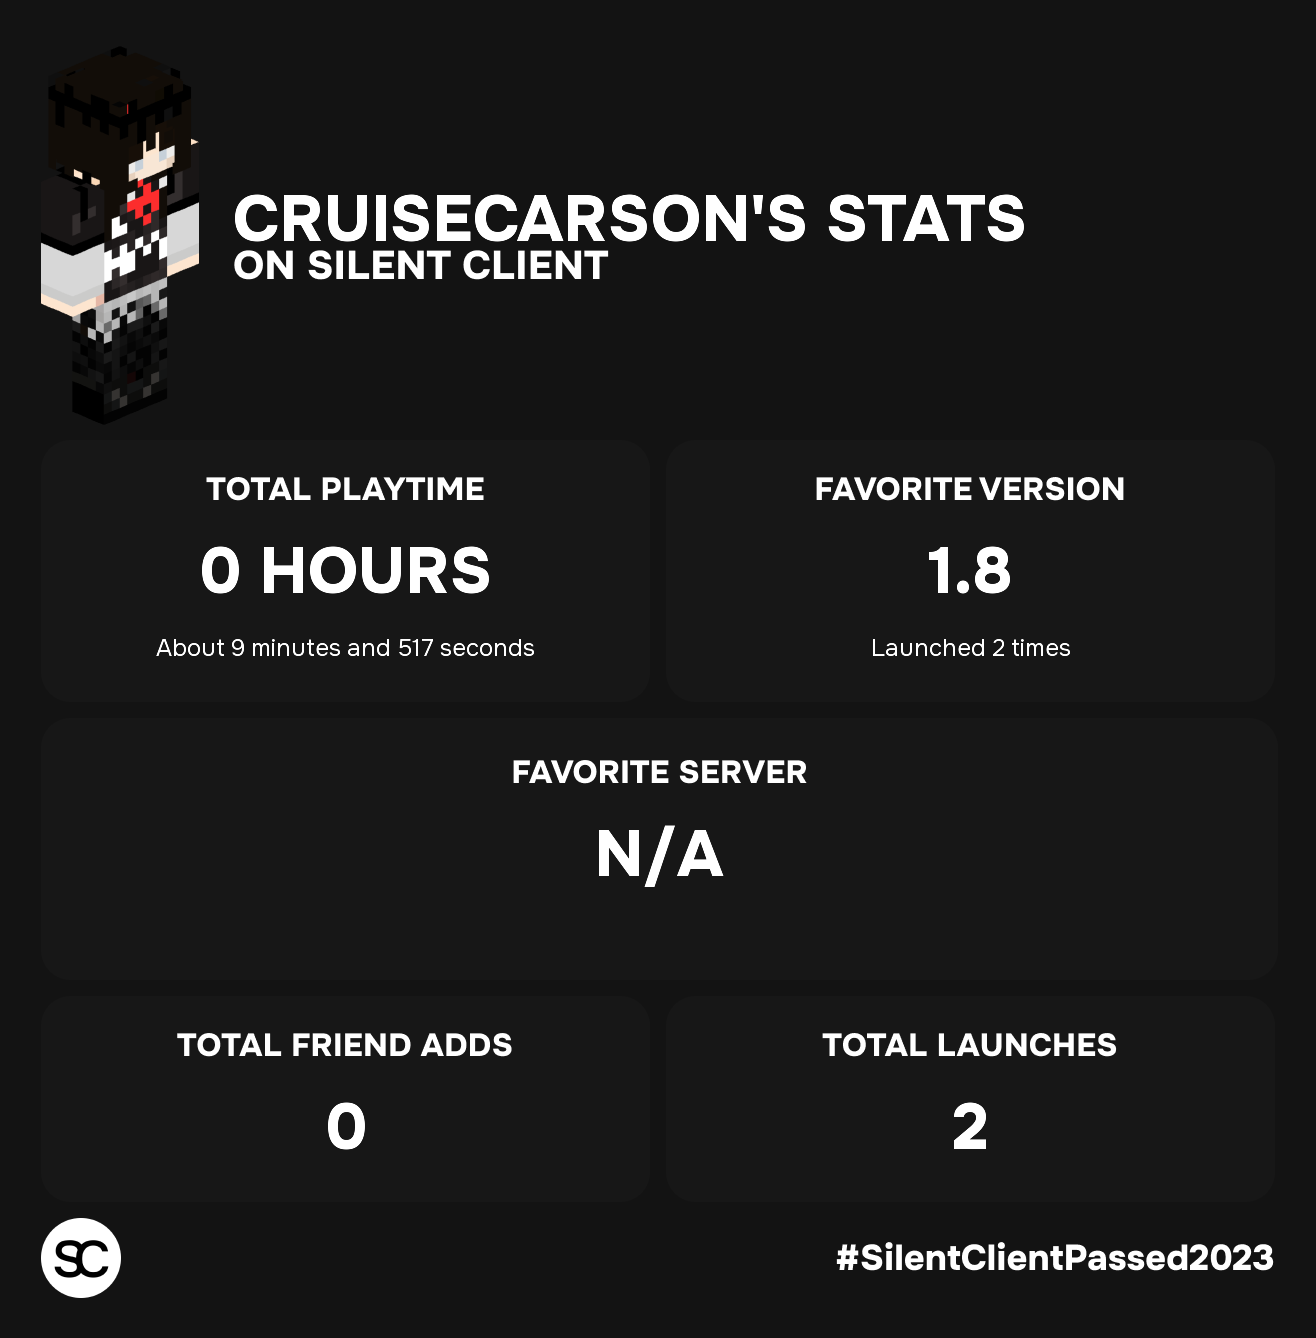 CRUISECARSON'S STATS
ON SILENT CLIENT
TOTAL PLAYTIME
0 HOURS
About 9 minutes and 517 seconds
FAVORITE VERSION
1.8
Launched 2 times
FAVORITE SERVER
N/A
TOTAL FRIEND ADDS
0
TOTAL LAUNCHES
2
SC
#SilentClientPassed2023